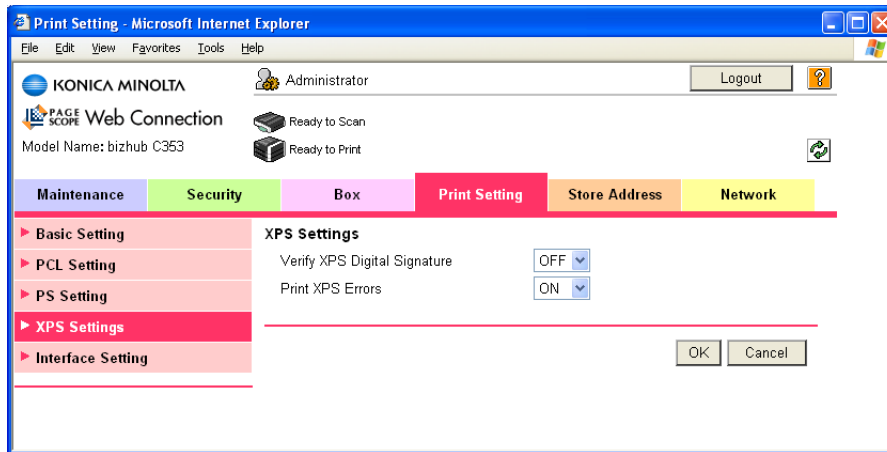 Print Setting - Microsoft Internet Explorer
File Edit View Favorites Tools Help
KONICA MINOLTA
Administrator
Logout
?
PAGE SCOPE Web Connection
Ready to Scan
Model Name: bizhub C353
Ready to Print
Maintenance Security Box Print Setting Store Address Network
Basic Setting
PCL Setting
PS Setting
XPS Settings
Interface Setting
XPS Settings
Verify XPS Digital Signature OFF
Print XPS Errors ON
OK Cancel